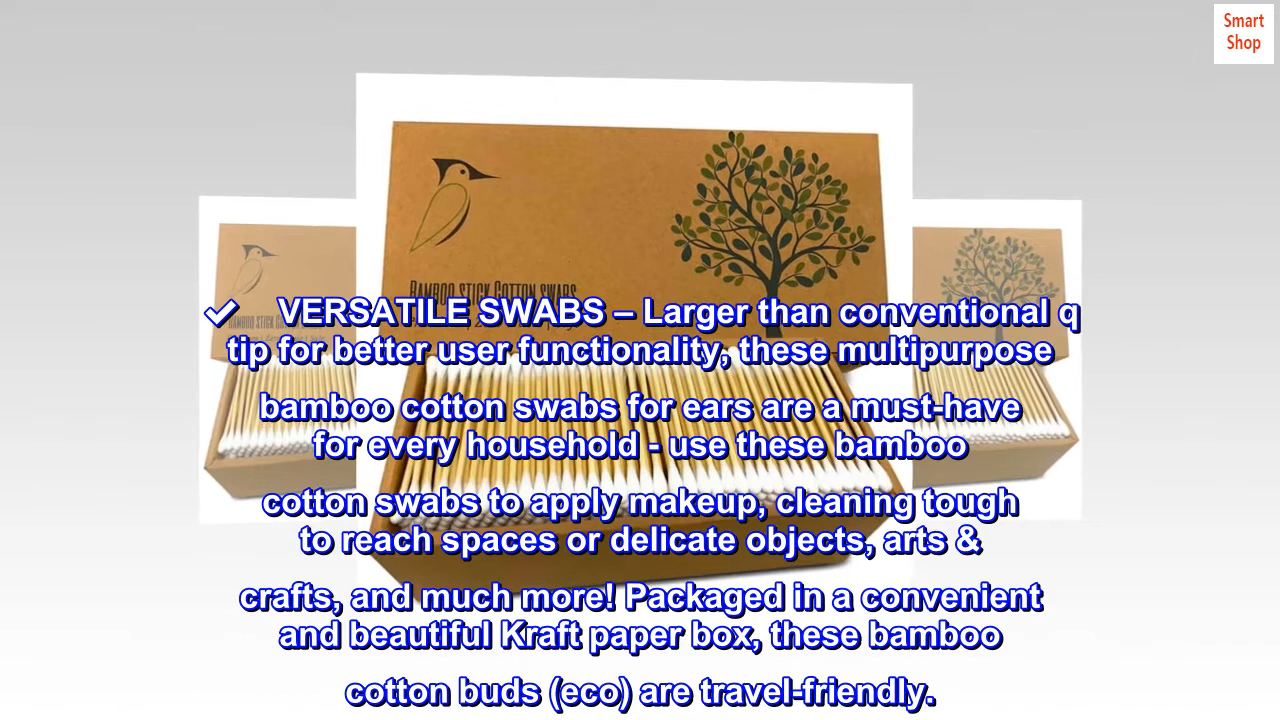 Smart
Shop
BAMBOO STICK COTTON SWABS
✓ VERSATILE SWABS – Larger than conventional q
tip for better user functionality, these multipurpose
bamboo cotton swabs for ears are a must-have
for every household - use these bamboo
cotton swabs to apply makeup, cleaning tough
to reach spaces or delicate objects, arts &
crafts, and much more! Packaged in a convenient
and beautiful Kraft paper box, these bamboo
cotton buds (eco) are travel-friendly.